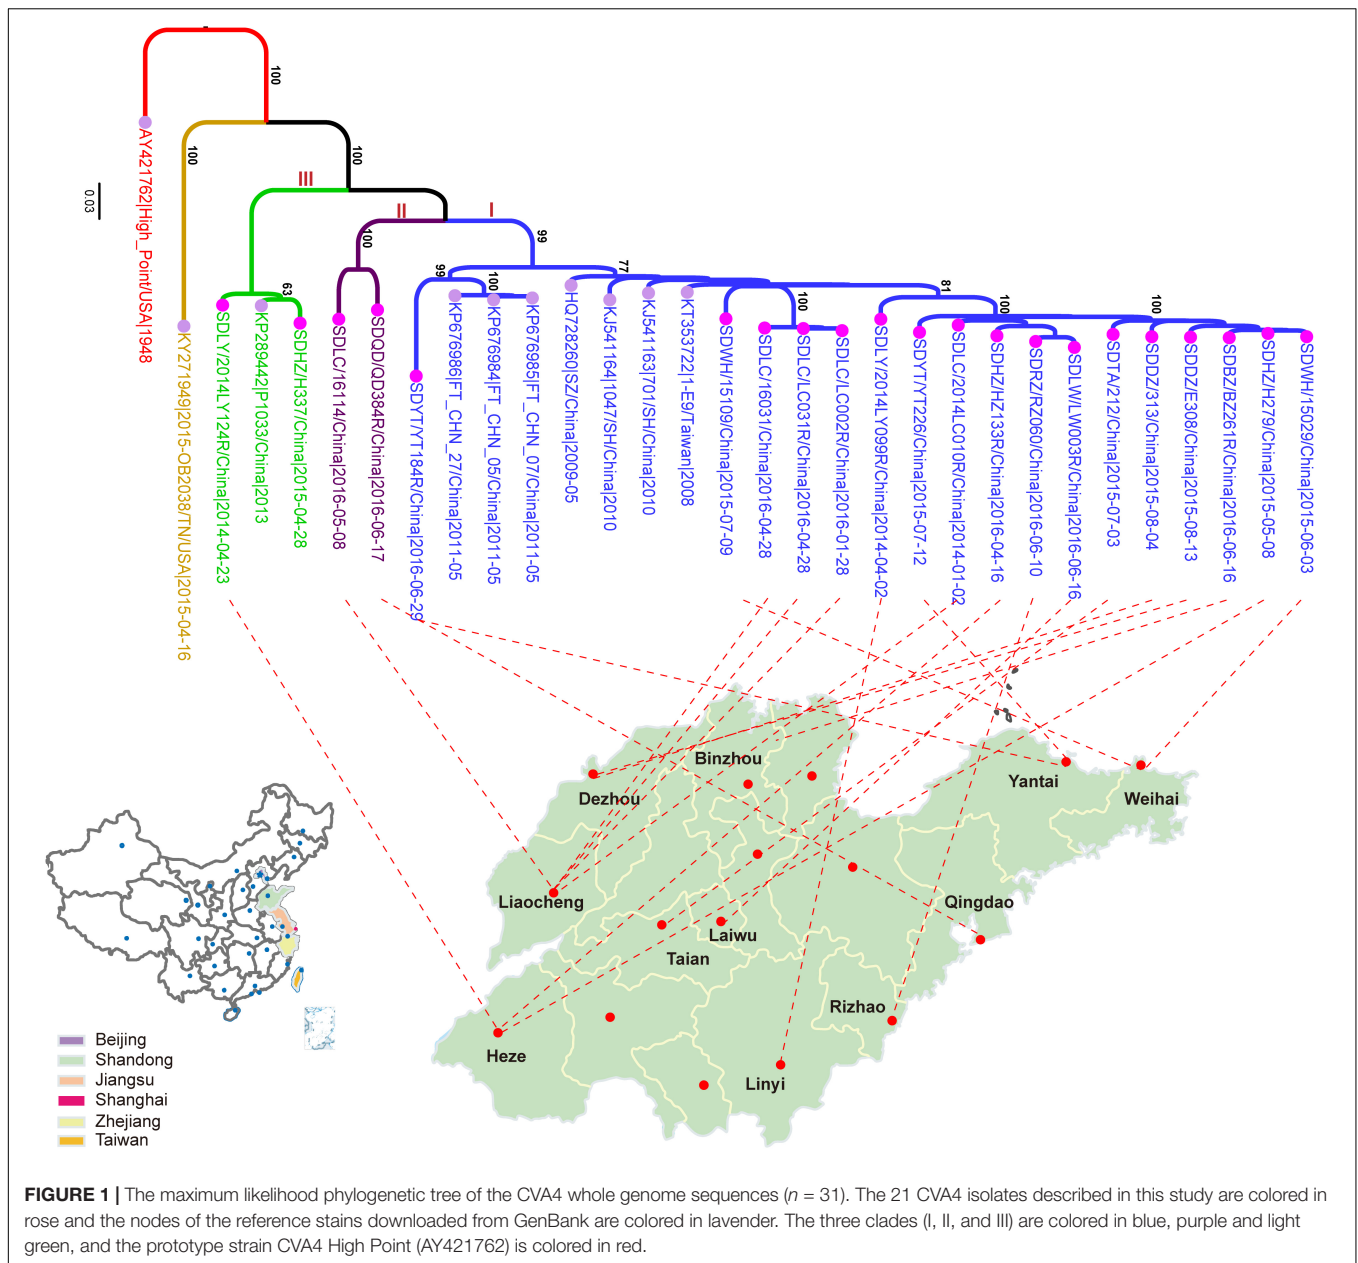 100
100
100
III
II
I
100
99
63
99
100
77
100
81
100
100
0.03
AY421762|High_Point/USA|1948
KY271949|2015-OB2038/TN/USA|2015-04-16
SDLY/2014LY124R/China|2014-04-23
KP289442|P1033/China|2013
SDHZ/H337/China|2015-04-28
SDLC/16114/China|2016-05-08
SDQD/QD384R/China|2016-06-17
SDYT/YT184R/China|2016-06-29
KP676986|FT_CHN_27/China|2011-05
KP676984|FT_CHN_05/China|2011-05
KP676985|FT_CHN_07/China|2011-05
HQ728260|SZ/China|2009-05
KJ541164|1047/SH/China|2010
KJ541163|701/SH/China|2010
KT353722|1-E9/Taiwan|2008
SDWH/15109/China|2015-07-09
SDLC/16031/China|2016-04-28
SDLC/LC031R/China|2016-04-28
SDLC/LC002R/China|2016-01-28
SDLY/2014LY099R/China|2014-04-02
SDYT/YT226/China|2015-07-12
SDLC/2014LC010R/China|2014-01-02
SDHZ/HZ133R/China|2016-04-16
SDRZ/RZ060/China|2016-06-10
SDLW/LW003R/China|2016-06-16
SDTA/212/China|2015-07-03
SDDZ/313/China|2015-08-04
SDDZ/E308/China|2015-08-13
SDBZ/BZ261R/China|2016-06-16
SDHZ/H279/China|2015-05-08
SDWH/15029/China|2015-06-03
Binzhou
Dezhou
Yantai
Weihai
Liaocheng
Qingdao
Laiwu
Taian
Rizhao
Heze
Linyi
Beijing
Shandong
Jiangsu
Shanghai
Zhejiang
Taiwan
FIGURE 1 | The maximum likelihood phylogenetic tree of the CVA4 whole genome sequences (n = 31). The 21 CVA4 isolates described in this study are colored in
rose and the nodes of the reference stains downloaded from GenBank are colored in lavender. The three clades (I, II, and III) are colored in blue, purple and light
green, and the prototype strain CVA4 High Point (AY421762) is colored in red.